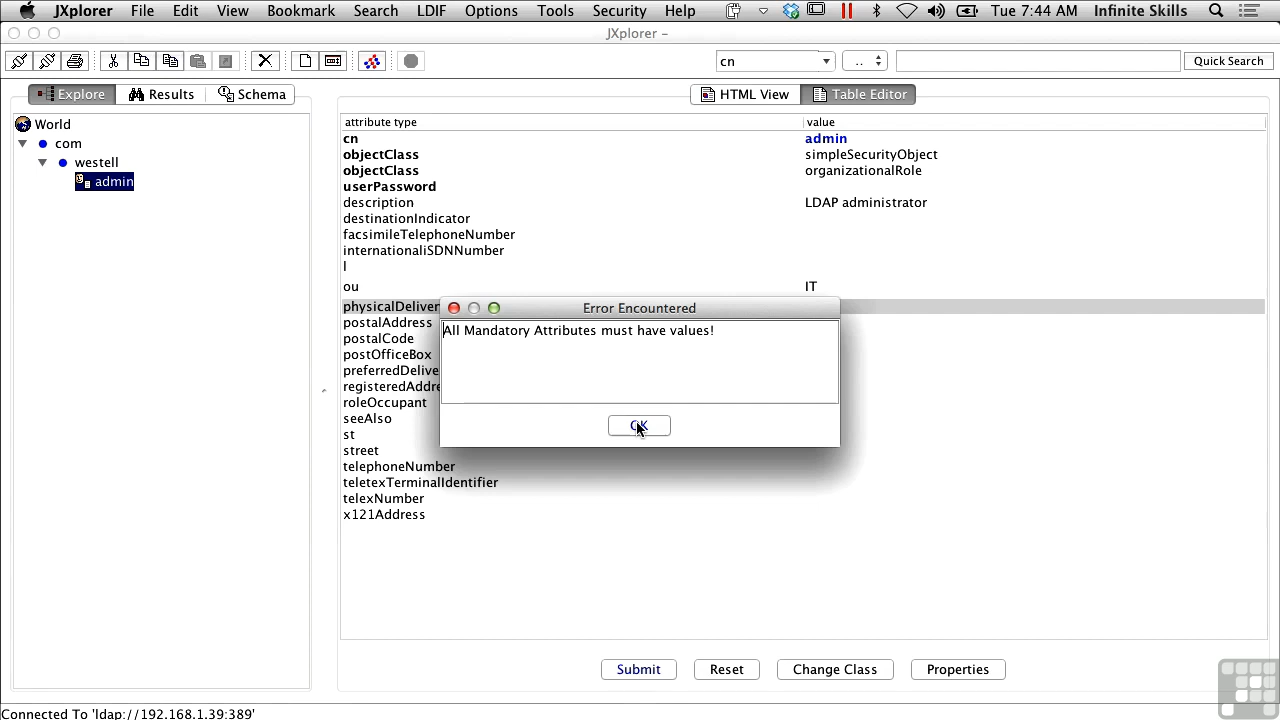 JXplorer File Edit View Bookmark Search LDIF Options Tools Security Help Tue 7:44 AM Infinite Skills
JXplorer –
cn .. Quick Search
Explore Results Schema HTML View Table Editor
World
com
westell
admin
attribute type value
cn admin
objectClass simpleSecurityObject
objectClass organizationalRole
userPassword
description LDAP administrator
destinationIndicator
facsimileTelephoneNumber
internationaliSDNNumber
l
ou IT
physicalDeliver
postalAddress
postalCode
postOfficeBox
preferredDelive
registeredAddre
roleOccupant
seeAlso
st
street
telephoneNumber
teletexTerminalIdentifier
telexNumber
x121Address
Error Encountered
All Mandatory Attributes must have values!
OK
Submit Reset Change Class Properties
Connected To 'ldap://192.168.1.39:389'